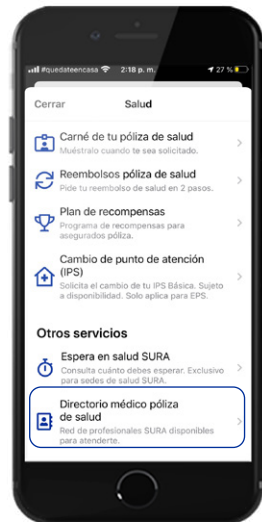 #quedateencasa 2:18 p. m. 27 %
Cerrar Salud
Carné de tu póliza de salud
Muéstralo cuando te sea solicitado.
Reembolsos póliza de salud
Pide tu reembolso de salud en 2 pasos.
Plan de recompensas
Programa de recompensas para
asegurados póliza.
Cambio de punto de atención
(IPS)
Solicita el cambio de tu IPS Básica. Sujeto
a disponibilidad. Solo aplica para EPS.
Otros servicios
Espera en salud SURA
Consulta cuánto debes esperar. Exclusivo
para sedes de salud SURA.
Directorio médico póliza
de salud
Red de profesionales SURA disponibles
para atenderte.